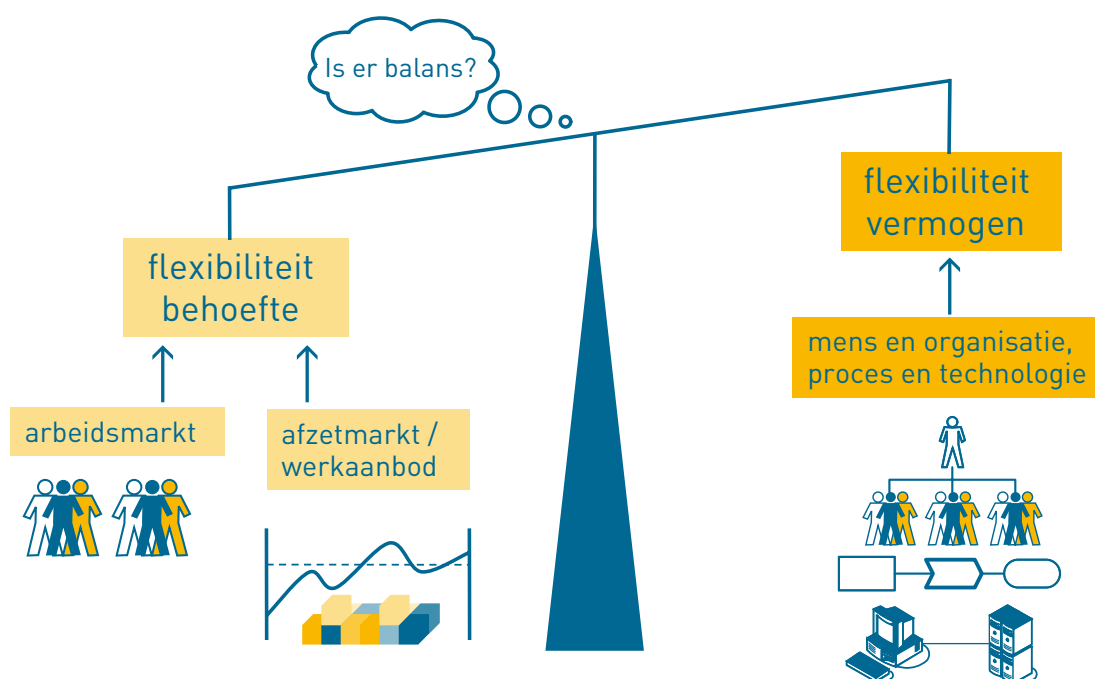 Is er balans?
flexibiliteit
vermogen
flexibiliteit
behoefte
mens en organisatie,
proces en technologie
arbeidsmarkt
afzetmarkt /
werkaanbod